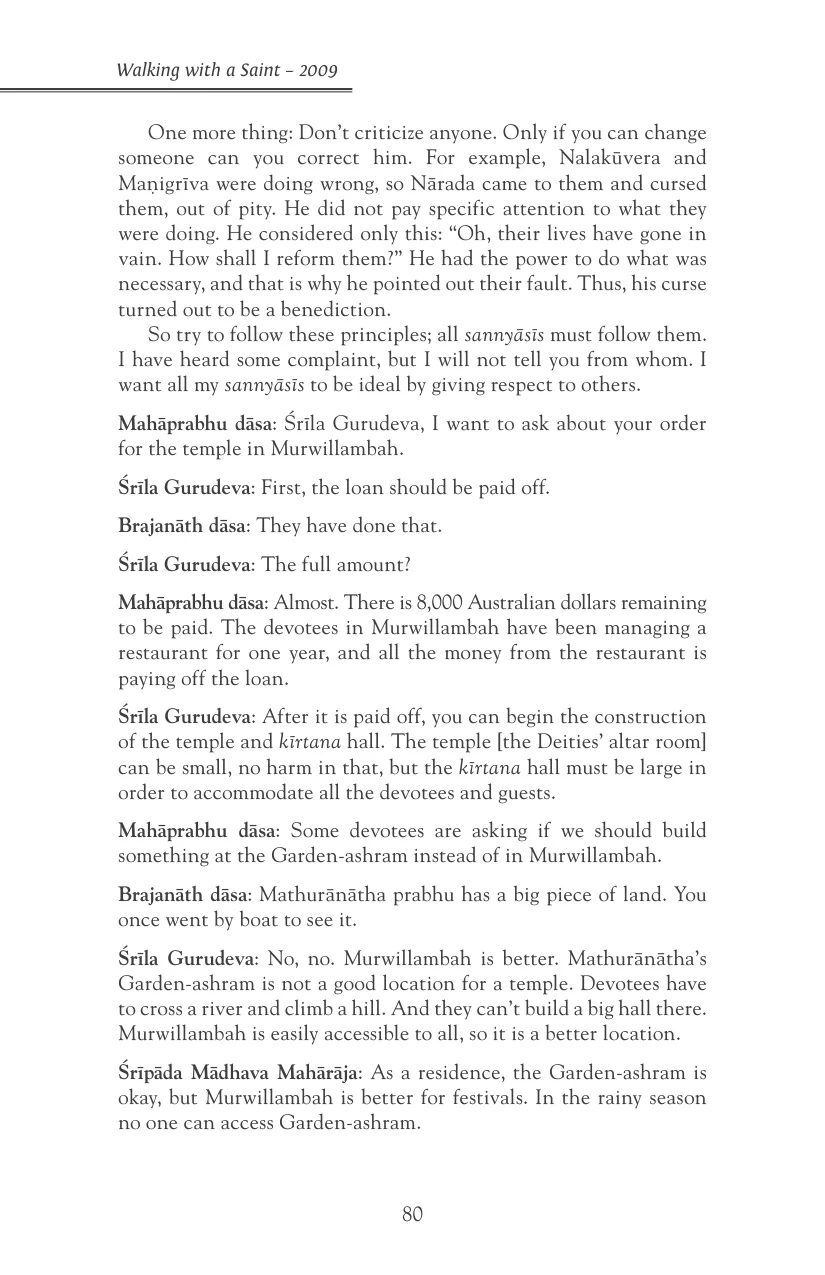 Walking with a Saint – 2009
One more thing: Don’t criticize anyone. Only if you can change
someone can you correct him. For example, Nalakūvera and
Maṇigrīva were doing wrong, so Nārada came to them and cursed
them, out of pity. He did not pay specific attention to what they
were doing. He considered only this: “Oh, their lives have gone in
vain. How shall I reform them?” He had the power to do what was
necessary, and that is why he pointed out their fault. Thus, his curse
turned out to be a benediction.
So try to follow these principles; all sannyāsīs must follow them.
I have heard some complaint, but I will not tell you from whom. I
want all my sannyāsīs to be ideal by giving respect to others.
Mahāprabhu dāsa: Śrīla Gurudeva, I want to ask about your order
for the temple in Murwillambah.
Śrīla Gurudeva: First, the loan should be paid off.
Brajanāth dāsa: They have done that.
Śrīla Gurudeva: The full amount?
Mahāprabhu dāsa: Almost. There is 8,000 Australian dollars remaining
to be paid. The devotees in Murwillambah have been managing a
restaurant for one year, and all the money from the restaurant is
paying off the loan.
Śrīla Gurudeva: After it is paid off, you can begin the construction
of the temple and kīrtana hall. The temple [the Deities’ altar room]
can be small, no harm in that, but the kīrtana hall must be large in
order to accommodate all the devotees and guests.
Mahāprabhu dāsa: Some devotees are asking if we should build
something at the Garden-ashram instead of in Murwillambah.
Brajanāth dāsa: Mathurānātha prabhu has a big piece of land. You
once went by boat to see it.
Śrīla Gurudeva: No, no. Murwillambah is better. Mathurānātha’s
Garden-ashram is not a good location for a temple. Devotees have
to cross a river and climb a hill. And they can’t build a big hall there.
Murwillambah is easily accessible to all, so it is a better location.
Śrīpāda Mādhava Mahārāja: As a residence, the Garden-ashram is
okay, but Murwillambah is better for festivals. In the rainy season
no one can access Garden-ashram.
80